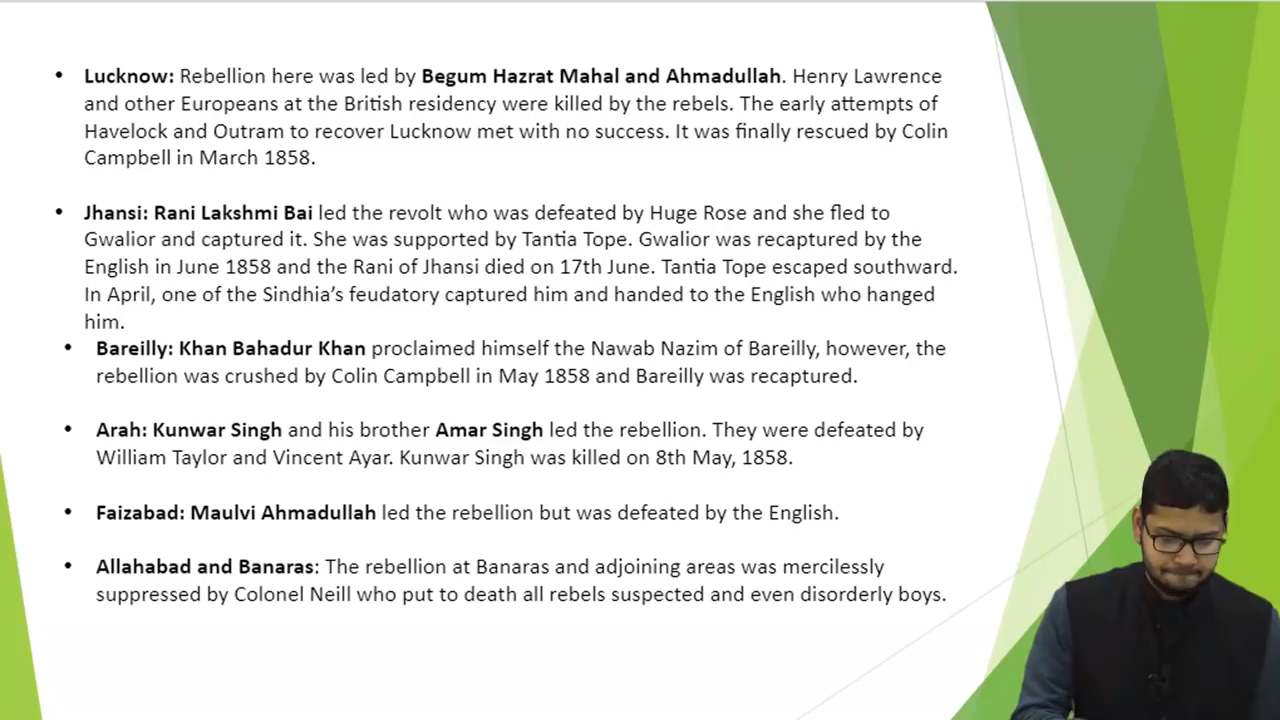 • Lucknow: Rebellion here was led by Begum Hazrat Mahal and Ahmadullah. Henry Lawrence
and other Europeans at the British residency were killed by the rebels. The early attempts of
Havelock and Outram to recover Lucknow met with no success. It was finally rescued by Colin
Campbell in March 1858.
• Jhansi: Rani Lakshmi Bai led the revolt who was defeated by Huge Rose and she fled to
Gwalior and captured it. She was supported by Tantia Tope. Gwalior was recaptured by the
English in June 1858 and the Rani of Jhansi died on 17th June. Tantia Tope escaped southward.
In April, one of the Sindhia’s feudatory captured him and handed to the English who hanged
him.
• Bareilly: Khan Bahadur Khan proclaimed himself the Nawab Nazim of Bareilly, however, the
rebellion was crushed by Colin Campbell in May 1858 and Bareilly was recaptured.
• Arah: Kunwar Singh and his brother Amar Singh led the rebellion. They were defeated by
William Taylor and Vincent Ayar. Kunwar Singh was killed on 8th May, 1858.
• Faizabad: Maulvi Ahmadullah led the rebellion but was defeated by the English.
• Allahabad and Banaras: The rebellion at Banaras and adjoining areas was mercilessly
suppressed by Colonel Neill who put to death all rebels suspected and even disorderly boys.